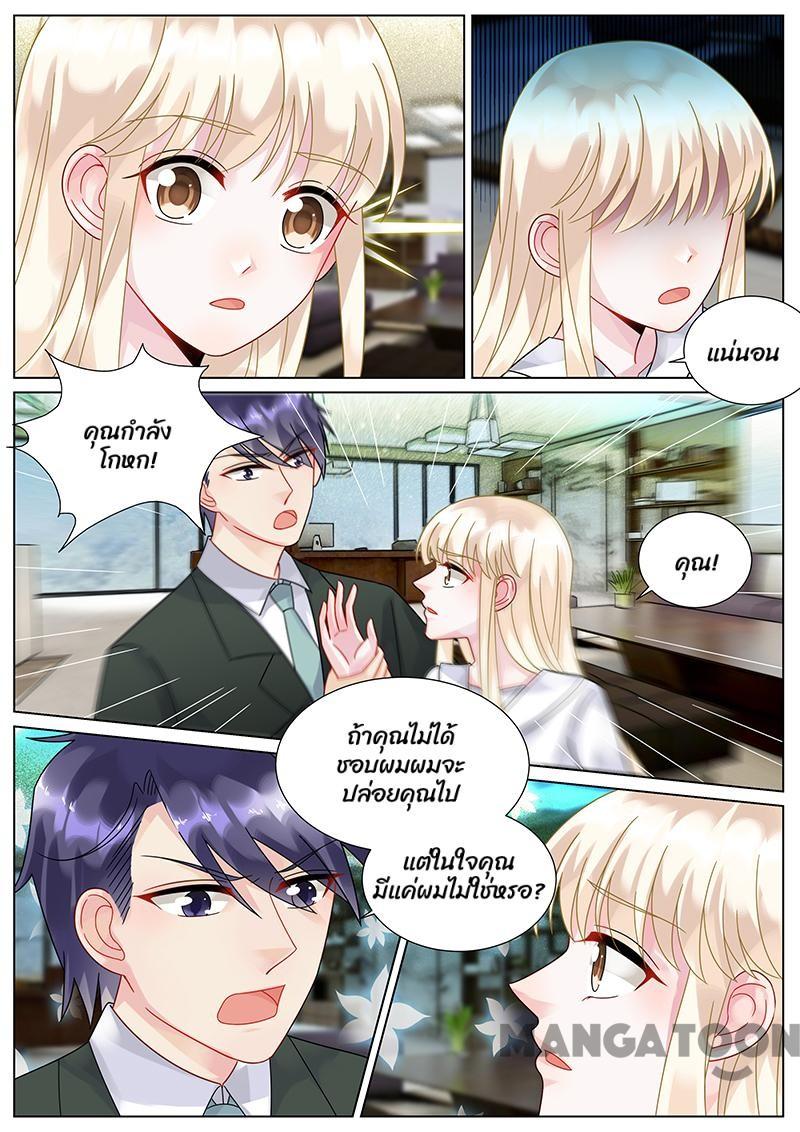 แน่นอน
คุณกำลัง
โกหก!
คุณ!
ถ้าคุณไม่ได้
ชอบผมผมจะ
ปล่อยคุณไป
แต่ในใจคุณ
มีแค่ผมไม่ใช่หรอ?
MANGATOON